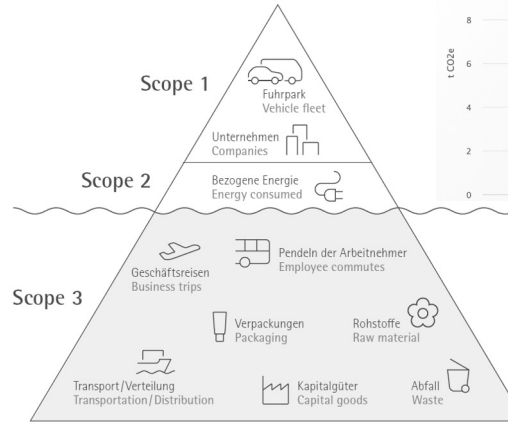 8
t CO2e
6
4
2
0
Scope 1
Fuhrpark
Vehicle fleet
Unternehmen
Companies
Scope 2
Bezogene Energie
Energy consumed
Scope 3
Geschäftsreisen
Business trips
Pendeln der Arbeitnehmer
Employee commutes
Verpackungen
Packaging
Rohstoffe
Raw material
Transport/Verteilung
Transportation/Distribution
Kapitalgüter
Capital goods
Abfall
Waste